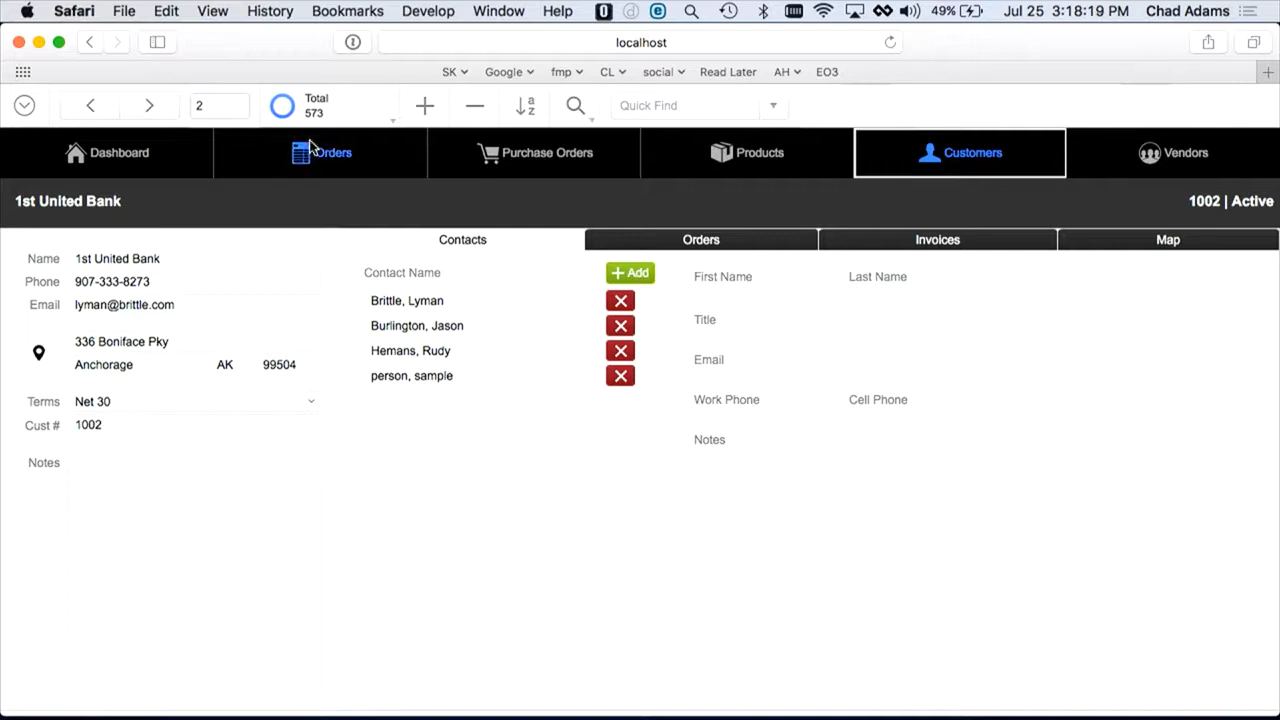 Safari File Edit View History Bookmarks Develop Window Help 49% Jul 25 3:18:19 PM Chad Adams
localhost
SK Google fmp CL social Read Later AH EO3
2 Total
573
Quick Find
Dashboard Orders Purchase Orders Products Customers Vendors
1st United Bank 1002 | Active
Contacts Orders Invoices Map
Name 1st United Bank
Phone 907-333-8273
Email lyman@brittle.com
336 Boniface Pky
Anchorage AK 99504
Terms Net 30
Cust # 1002
Notes
Contact Name + Add
Brittle, Lyman
Burlington, Jason
Hemans, Rudy
person, sample
First Name Last Name
Title
Email
Work Phone Cell Phone
Notes